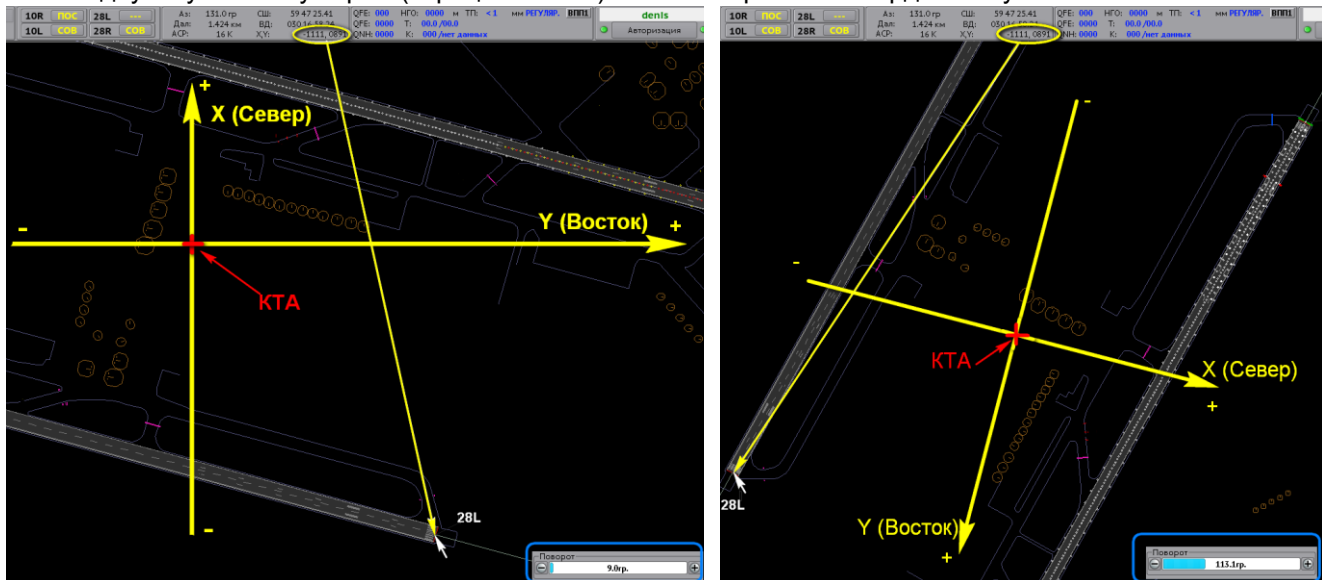 10R ПОС 28L --- Аз: 131.0 гр СШ: 59 47 25.41 QFE: 000 НГО: 0000 м ТП: < 1 мм РЕГУЛЯР. ВПП1 denis
10L СОВ 28R СОВ Дал: 1.424 км ВД: QFE: 0000 Т: 00.0 /00.0
АСР: 16 К X,Y: -1111, 0891 QNH: 0000 К: 000 /нет данных Авторизация
+
X (Север)
Y (Восток)
-
+
КТА
28L
-
Поворот
9.0гр.
10R ПОС 28L --- Аз: 131.0 гр СШ: 59 47 25.41 QFE: 000 НГО: 0000 м ТП: < 1 мм РЕГУЛЯР. ВПП1
10L СОВ 28R СОВ Дал: 1.424 км ВД: QFE: 0000 Т: 00.0 /00.0
АСР: 16 К X,Y: -1111, 0891 QNH: 0000 К: 000 /нет данных
-
-
КТА
X (Север)
+
28L
Y (Восток)
+
Поворот
113.1гр.